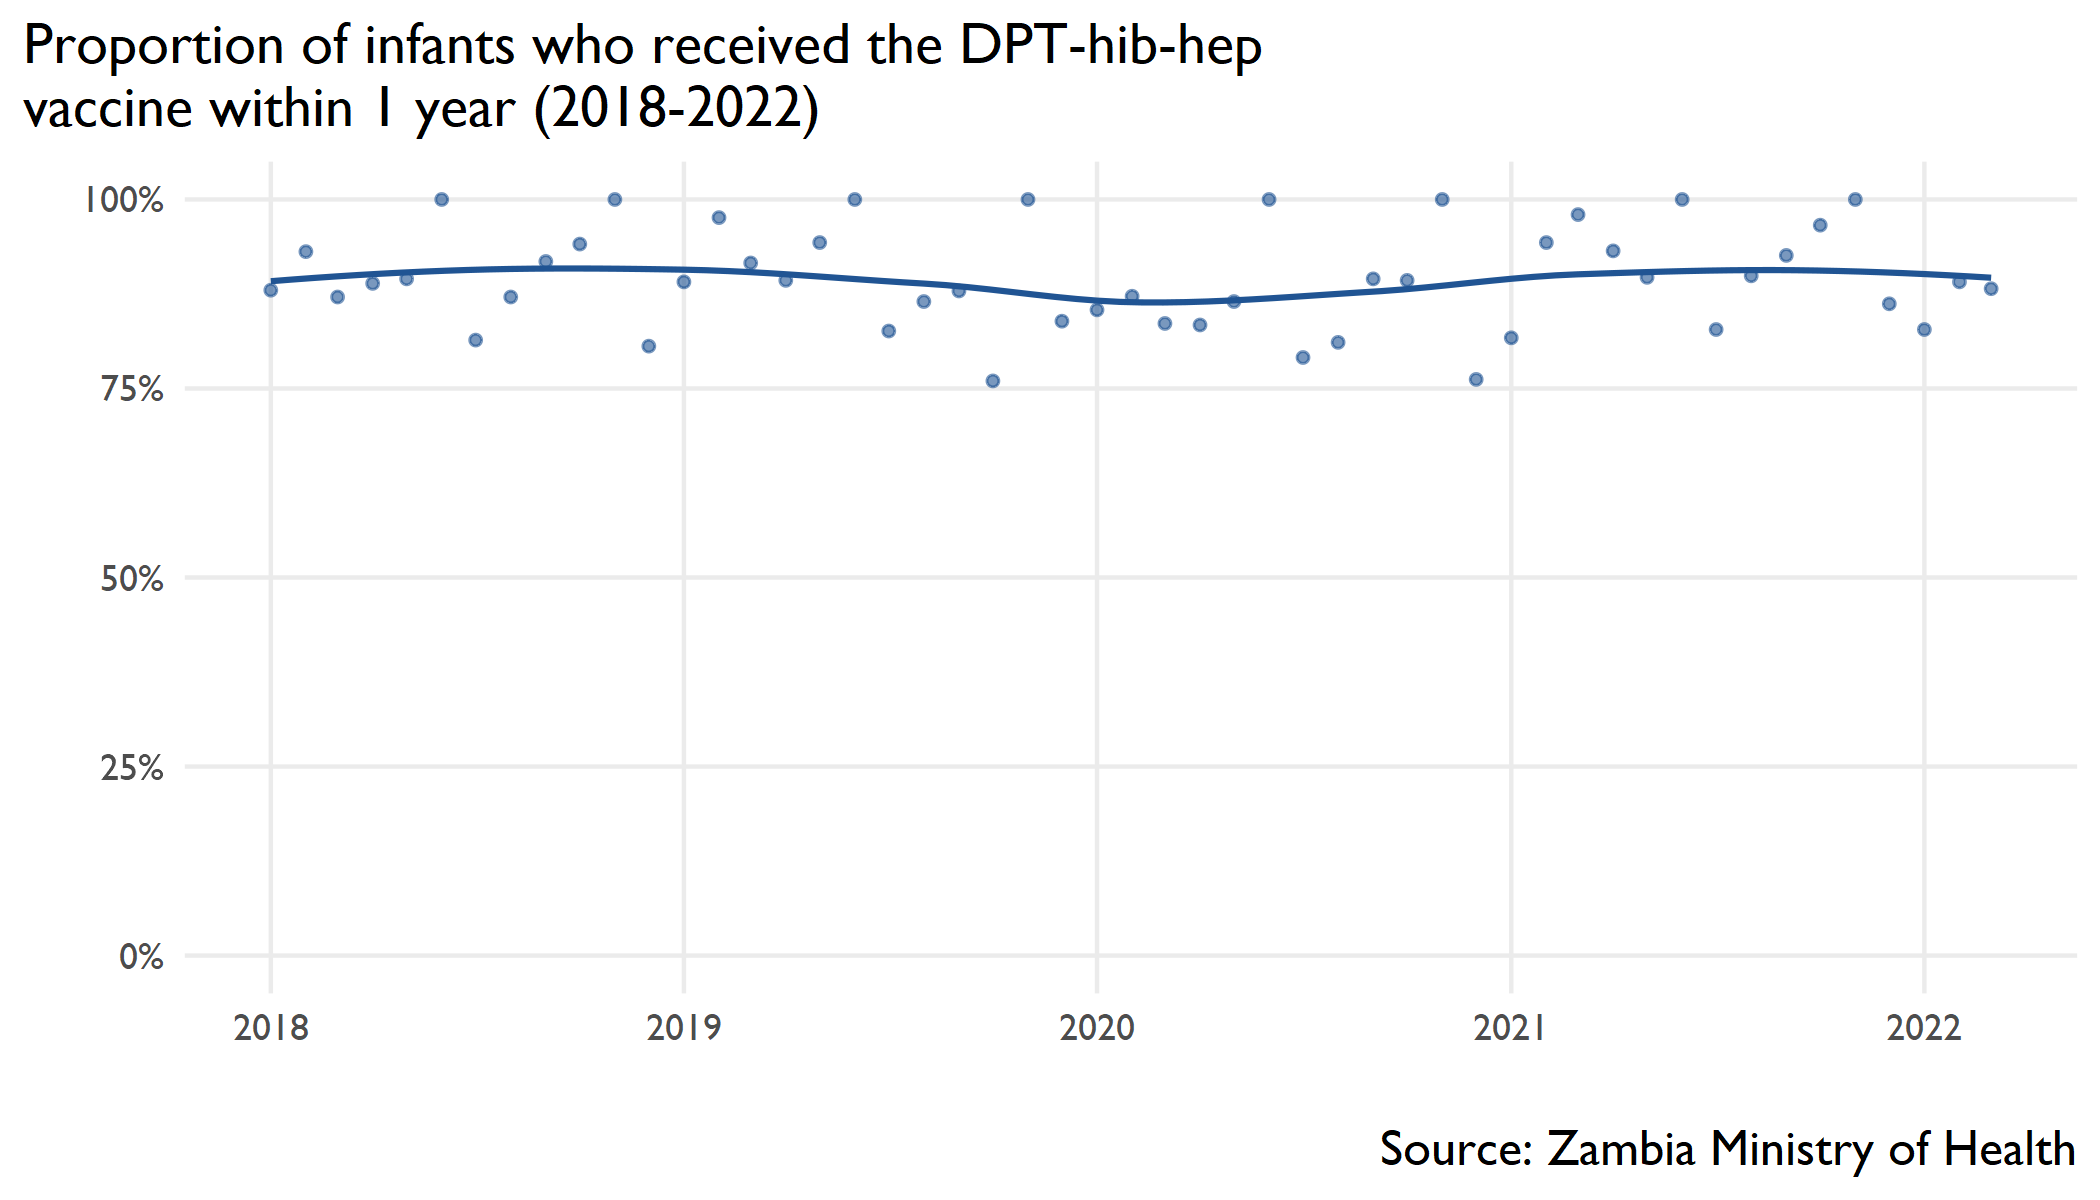 Proportion of infants who received the DPT-hib-hep
vaccine within 1 year (2018-2022)
100%
75%
50%
25%
0%
2018 2019 2020 2021 2022
Source: Zambia Ministry of Health